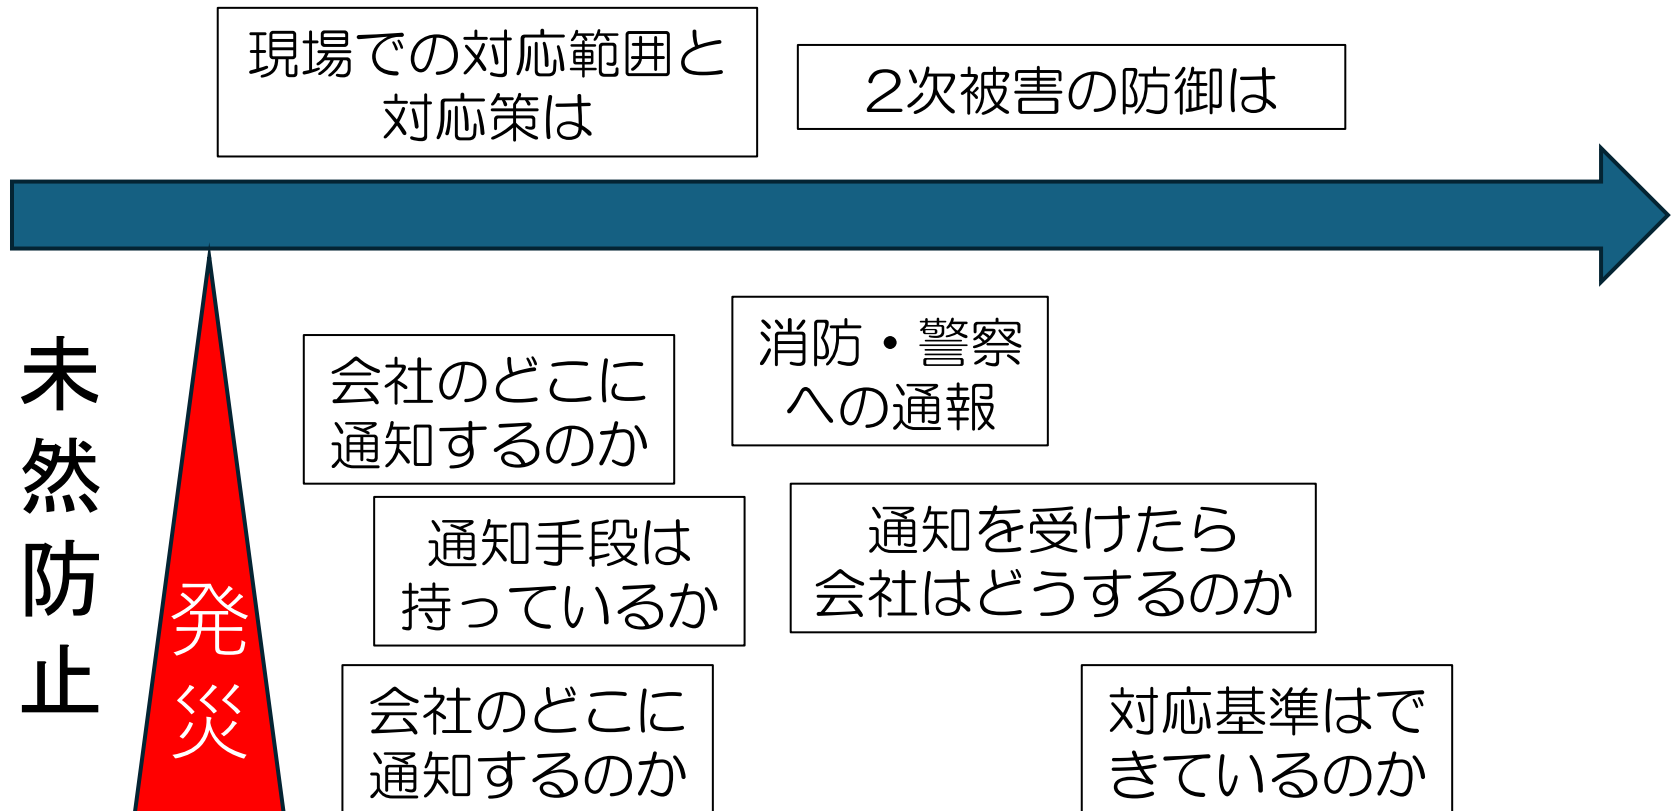 現場での対応範囲と
対応策は
2次被害の防御は
未然防止
発災
会社のどこに
通知するのか
消防・警察
への通報
通知手段は
持っているか
通知を受けたら
会社はどうするのか
会社のどこに
通知するのか
対応基準はで
きているのか